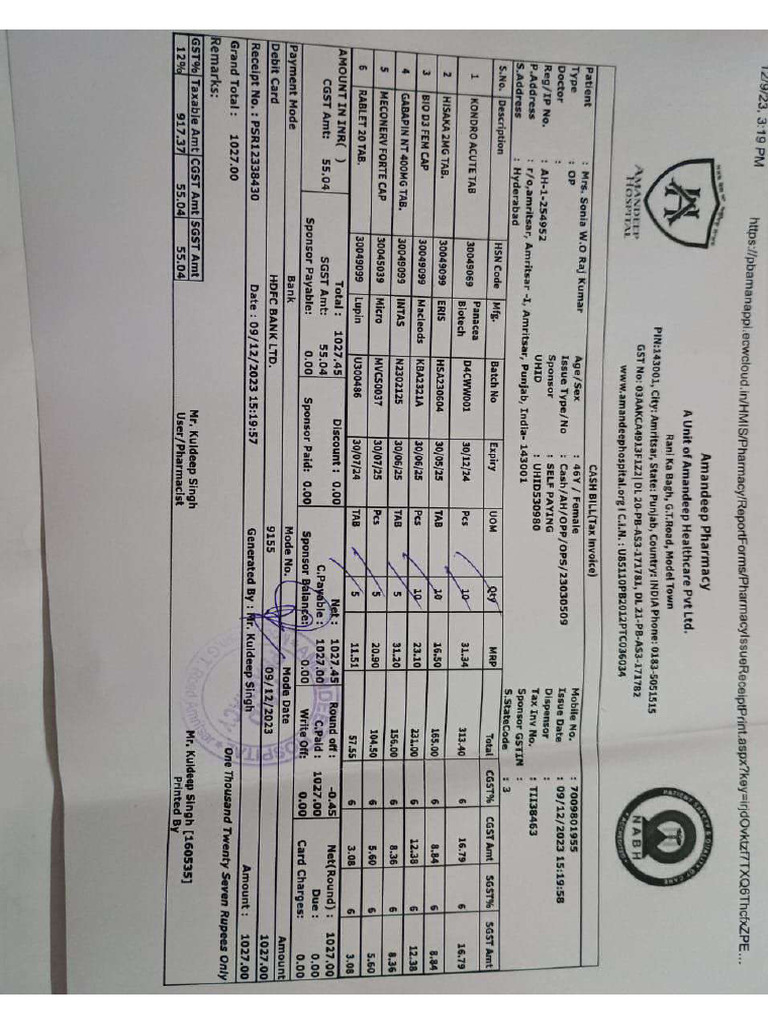 12/9/23, 3:19 PM
https://pbamanappi.ecwcloud.in/HMIS/Pharmacy/ReportForms/PharmacyIssueReceiptPrint.aspx?key=irjdOvktzf7TXQ6ThcfxZPE...
AMANDEEP
HOSPITAL
Amandeep Pharmacy
A Unit of Amandeep Healthcare Pvt Ltd.
Rani Ka Bagh, G.T.Road, Model Town
PIN:143001, City: Amritsar, State: Punjab, Country: INDIA Phone: 0183-5051515
GST No: 03AAKCA4913F1Z2| DL 20-PB-AS3-171781, DL 21-PB-AS3-171782
www.amandeephospital.org I C.I.N. : U85110PB2012PTC036034
NABH
CASH BILL(Tax Invoice)
Patient : Mrs. Sonia W.O Raj Kumar Age/Sex : 46Y / Female Mobile No. : 7009801955
Type : OP Issue Type/No : Cash/AH/OPP/OPS/23030509 Issue Date : 09/12/2023 15:19:58
Doctor Sponsor : SELF PAYING Dispensor :
Reg/IP No. : AH-1-254952 UHID : UHID530980 Tax Inv No. : TII38463
P.Address : r/o,amritsar, Amritsar -I, Amritsar, Punjab, India- 143001 Sponsor GSTIN :
S.Address : Hyderabad S.StateCode : 3
S.No. Description HSN Code Mfg. Batch No Expiry UOM Qty MRP Total CGST% CGST Amt SGST% SGST Amt
1 KONDRO ACUTE TAB 30049069 Panacea Biotech D4CWW001 30/12/24 Pcs 10 31.34 313.40 6 16.79 6 16.79
2 HISAKA 2MG TAB. 30049099 ERIS HSA230604 30/05/25 TAB 10 16.50 165.00 6 8.84 6 8.84
3 BIO D3 FEM CAP 30049099 Macleods KBA2321A 30/06/25 Pcs 10 23.10 231.00 6 12.38 6 12.38
4 GABAPIN NT 400MG TAB. 30049099 INTAS N2302125 30/06/25 TAB 5 31.20 156.00 6 8.36 6 8.36
5 MECONERV FORTE CAP 30045039 Micro MVCS0037 30/07/25 Pcs 5 20.90 104.50 6 5.60 6 5.60
6 RABLET 20 TAB. 30049099 Lupin U300486 30/07/24 TAB 5 11.51 57.55 6 3.08 6 3.08
AMOUNT IN INR( ) Total : 1027.45 Discount : 0.00 Net : 1027.45 Round off : -0.45 Net(Round) : 1027.00
CGST Amt: 55.04 SGST Amt: 55.04 C.Payable : 1027.00 C.Paid : 1027.00 Due : 0.00
Sponsor Payable: 0.00 Sponsor Paid: 0.00 Sponsor Balance: 0.00 Write Off: 0.00 Card Charges: 0.00
Payment Mode Bank Mode No. Mode Date Amount
Debit Card HDFC BANK LTD. 9155 09/12/2023 1027.00
Receipt No. : PSR12338430 Date : 09/12/2023 15:19:57 Generated By : Mr. Kuldeep Singh Amount : 1027.00
Grand Total : 1027.00 One Thousand Twenty Seven Rupees Only
Remarks:
GST% Taxable Amt CGST Amt SGST Amt
12% 917.37 55.04 55.04
Mr. Kuldeep Singh
User/Pharmacist
Mr. Kuldeep Singh [160535]
Printed By